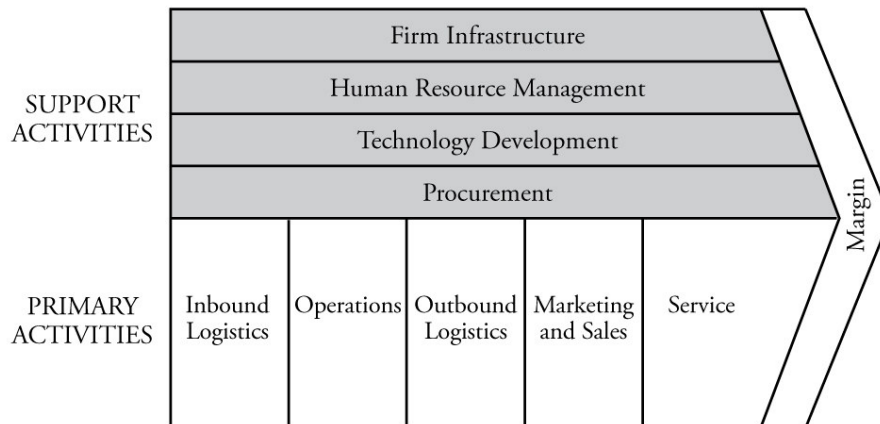 Firm Infrastructure
Human Resource Management
SUPPORT
ACTIVITIES
Technology Development
Procurement
Margin
PRIMARY
ACTIVITIES
Inbound
Logistics
Operations
Outbound
Logistics
Marketing
and Sales
Service